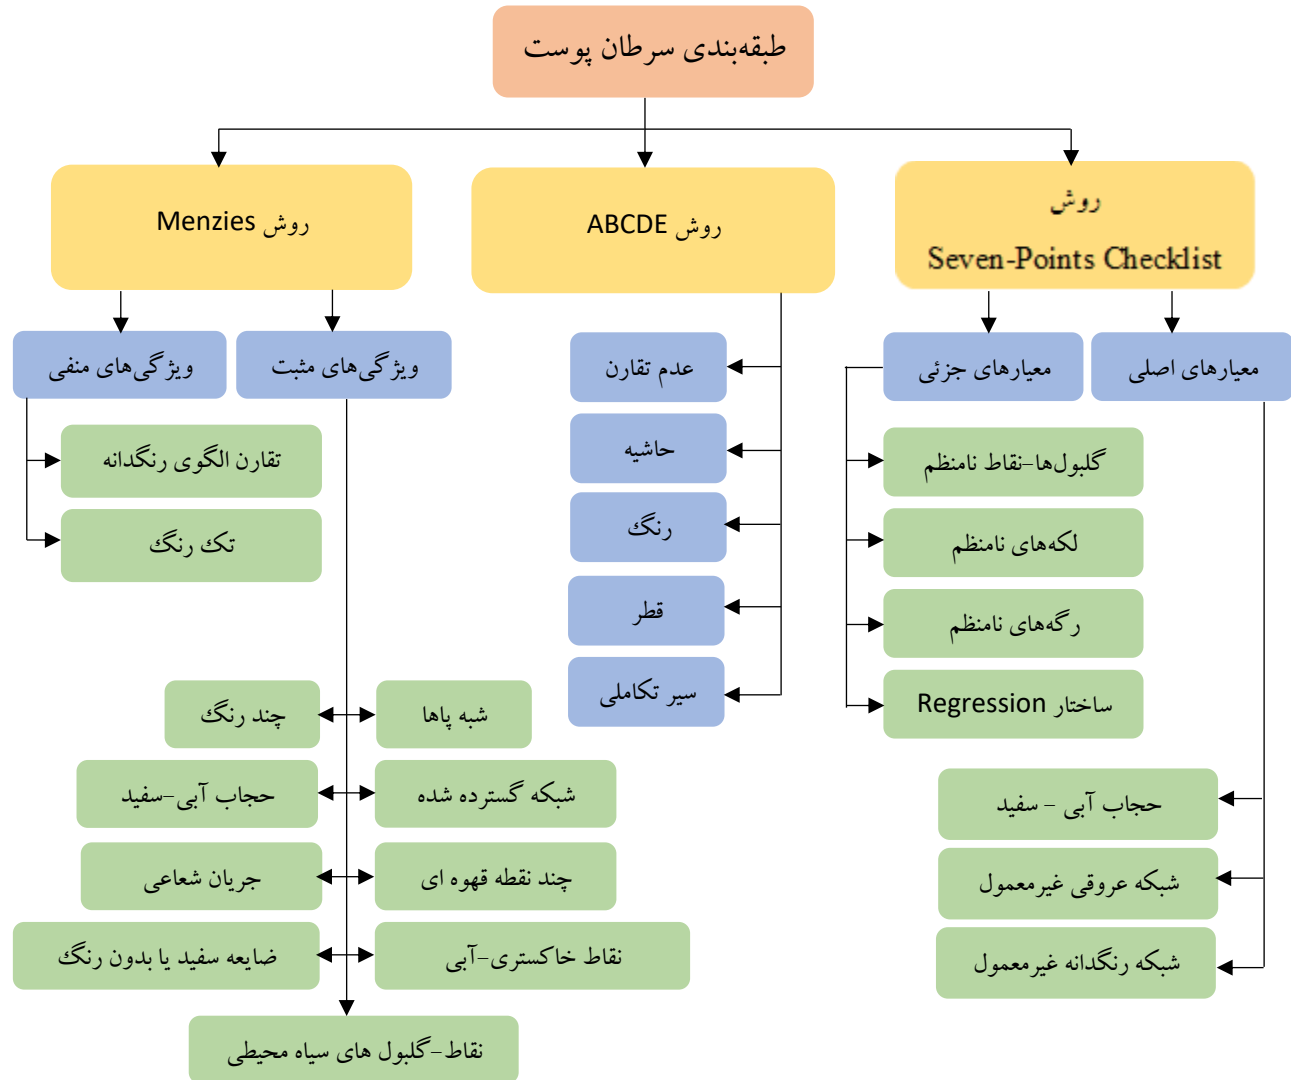 طبقه‌بندی سرطان پوست
روش
Seven-Points Checklist
روش ABCDE
روش Menzies
معیارهای اصلی
معیارهای جزئی
گلبول‌ها-نقاط نامنظم
لکه‌های نامنظم
رگه‌های نامنظم
ساختار Regression
حجاب آبی - سفید
شبکه عروقی غیرمعمول
شبکه رنگدانه غیرمعمول
عدم تقارن
حاشیه
رنگ
قطر
سیر تکاملی
ویژگی‌های مثبت
ویژگی‌های منفی
تقارن الگوی رنگدانه
تک رنگ
شبه پاها
چند رنگ
شبکه گسترده شده
حجاب آبی-سفید
چند نقطه قهوه ای
جریان شعاعی
نقاط خاکستری-آبی
ضایعه سفید یا بدون رنگ
نقاط-گلبول های سیاه محیطی